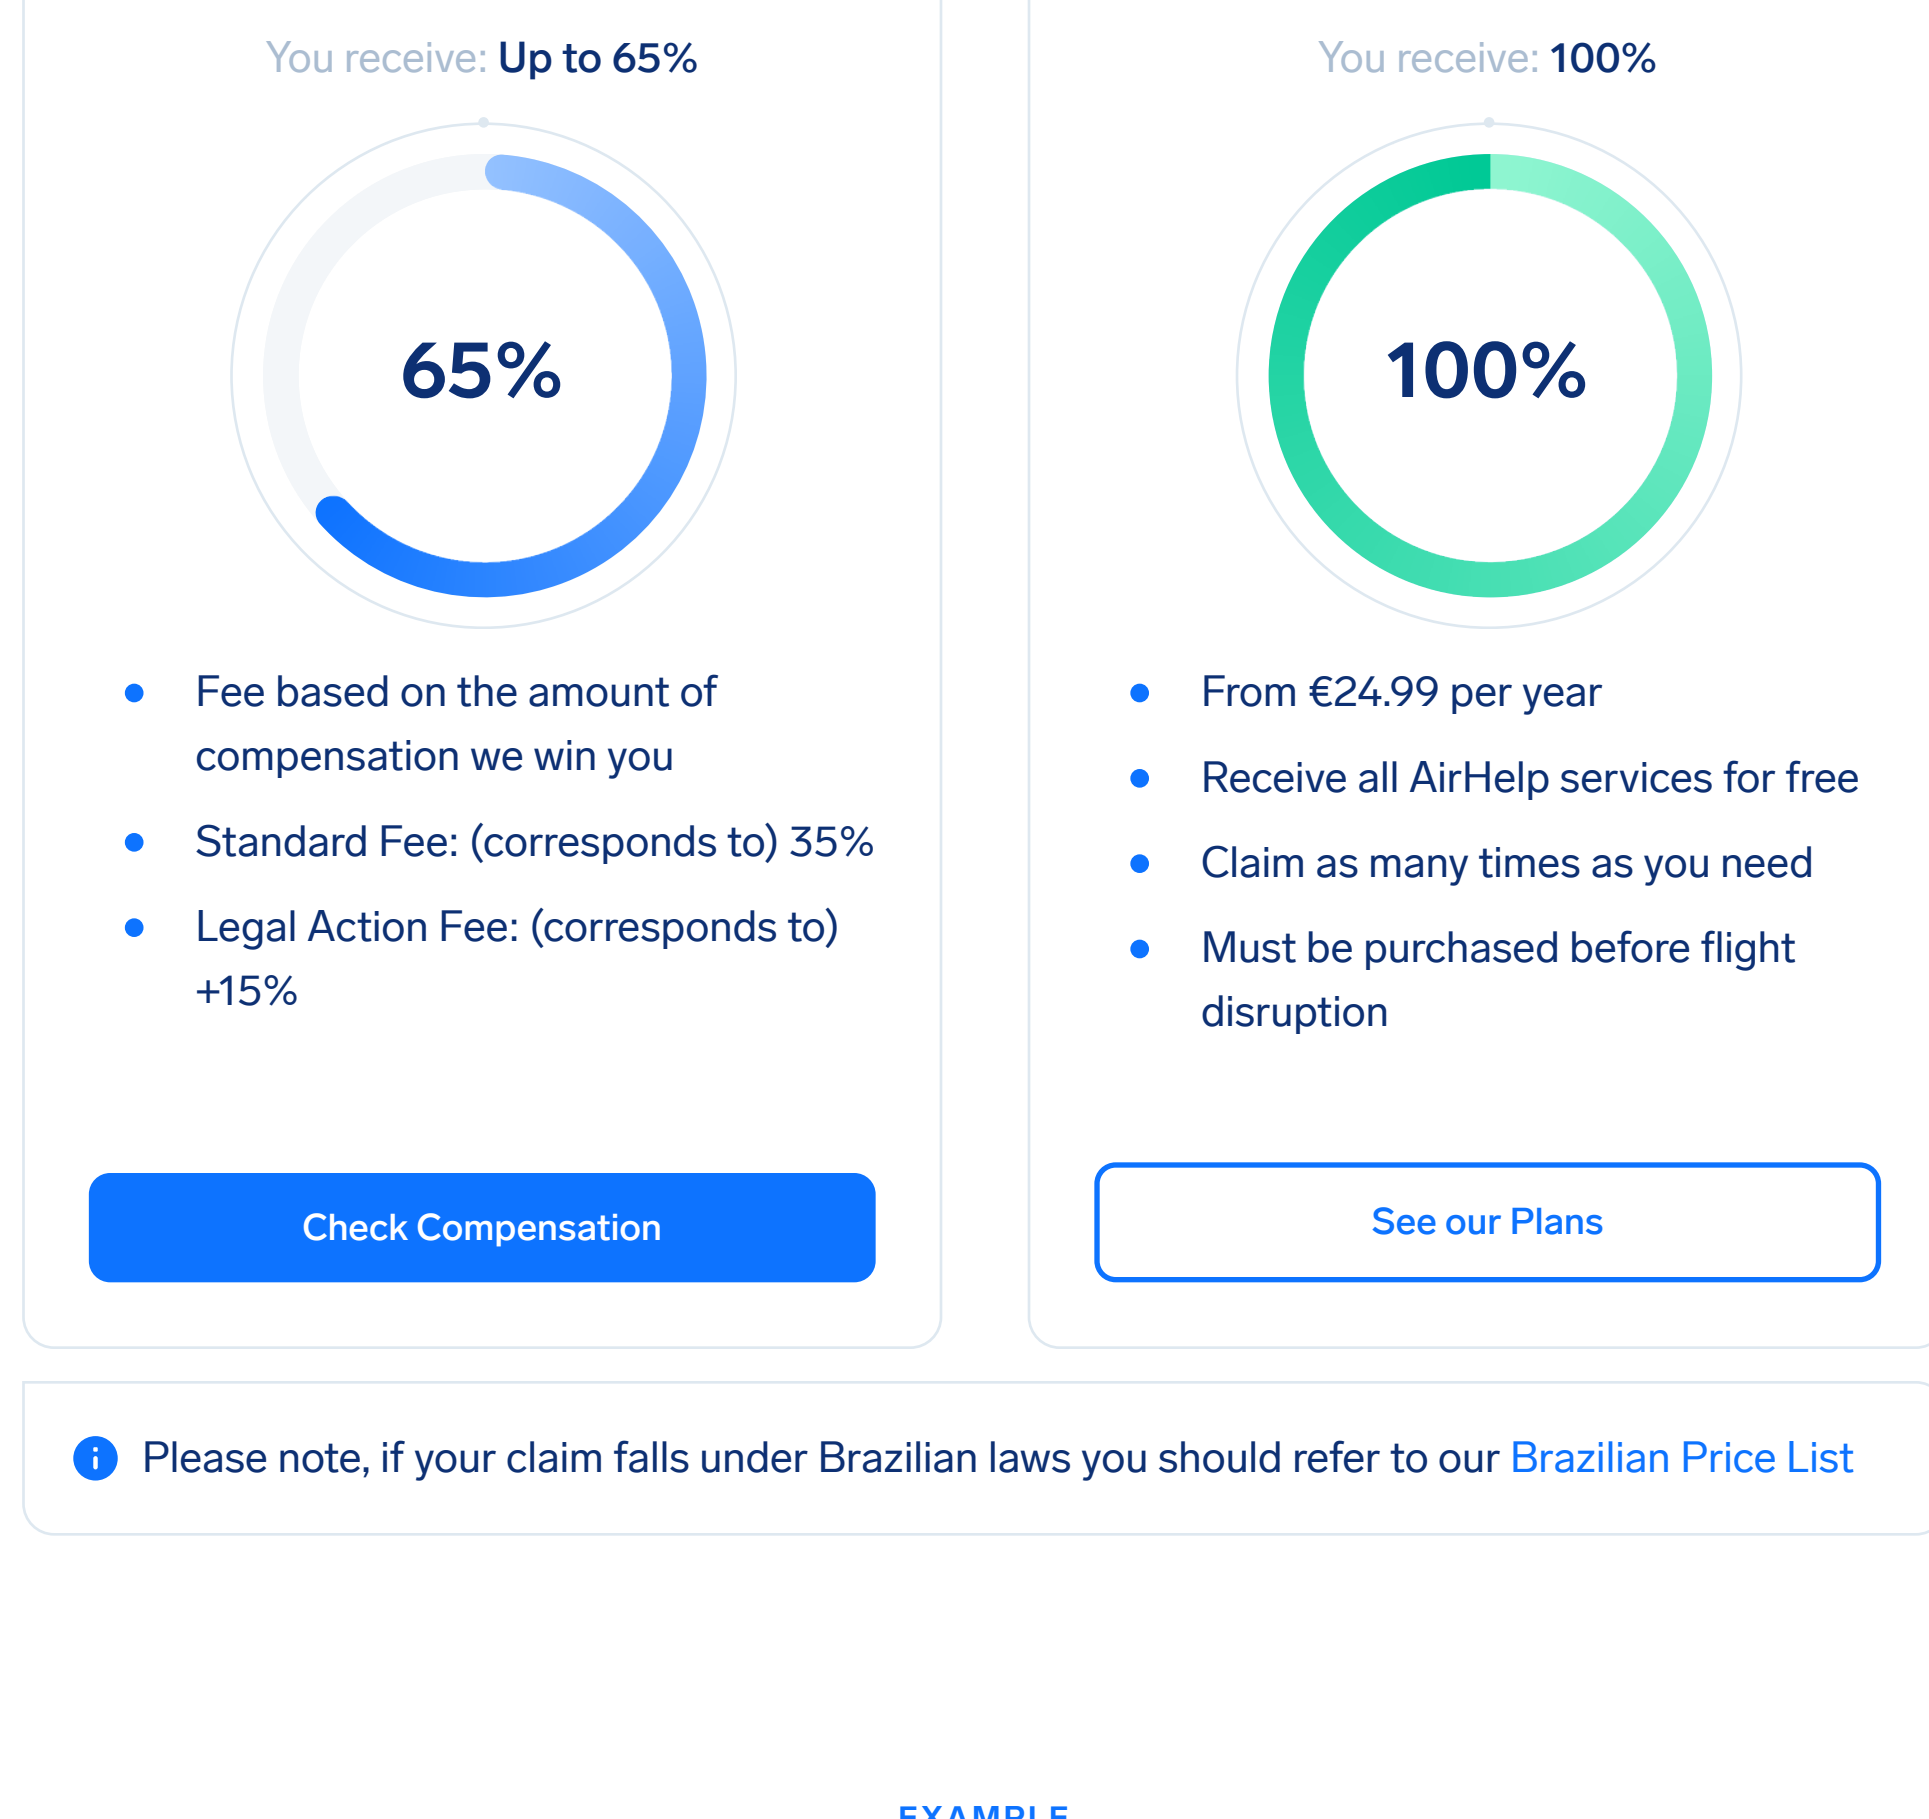 You receive: Up to 65%
65%
Fee based on the amount of
compensation we win you
Standard Fee: (corresponds to) 35%
Legal Action Fee: (corresponds to)
+15%
Check Compensation
You receive: 100%
100%
From €24.99 per year
Receive all AirHelp services for free
Claim as many times as you need
Must be purchased before flight
disruption
See our Plans
Please note, if your claim falls under Brazilian laws you should refer to our Brazilian Price List
EXAMPLE